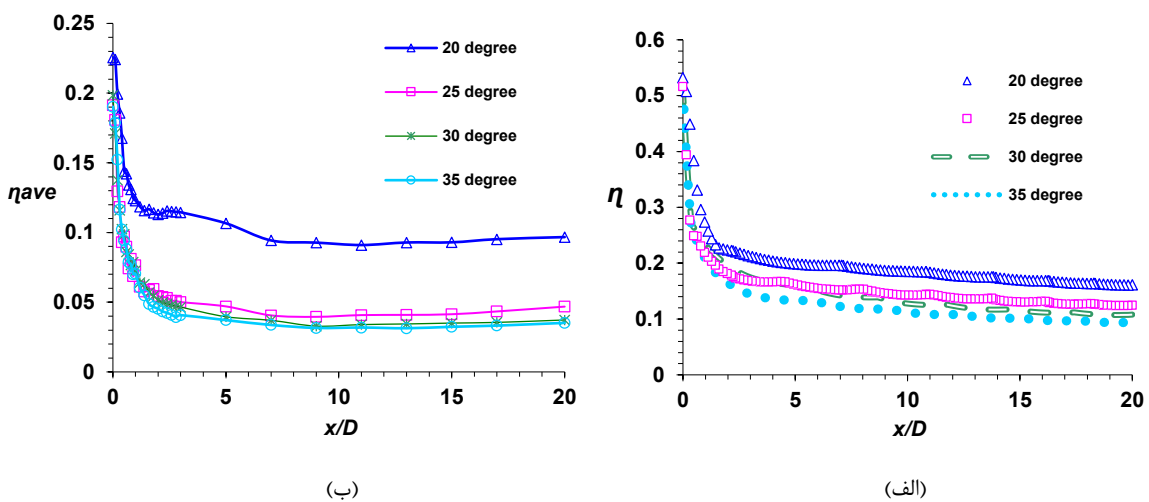 0.25
0.2
0.15
0.1
0.05
0
ηave
20 degree
25 degree
30 degree
35 degree
0 5 10 15 20
x/D
(ب)
0.6
0.5
0.4
0.3
0.2
0.1
0
η
20 degree
25 degree
30 degree
35 degree
0 5 10 15 20
x/D
(الف)